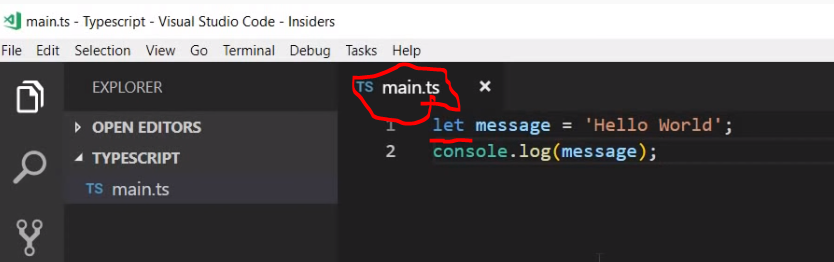 main.ts - Typescript - Visual Studio Code - Insiders
File Edit Selection View Go Terminal Debug Tasks Help
EXPLORER
OPEN EDITORS
TYPESCRIPT
TS main.ts
TS main.ts
1 let message = 'Hello World';
2 console.log(message);